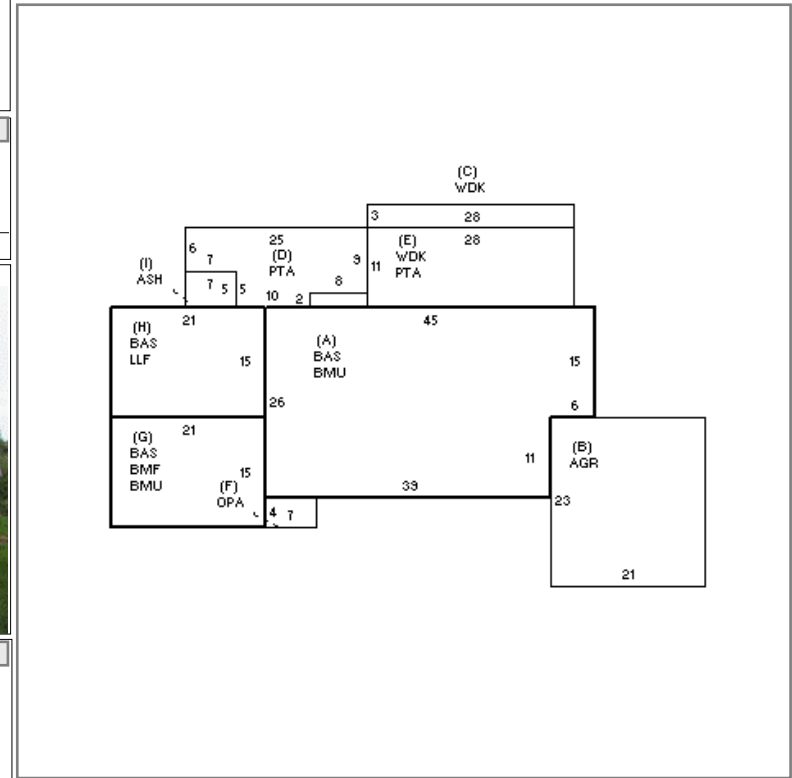 (C)
WDK
3
28
25
28
6
(D)
PTA
9
(E)
WDK
PTA
11
7
(I)
ASH
7
5
5
8
10
2
21
45
(H)
BAS
LLF
15
(A)
BAS
BMU
15
26
6
21
(G)
BAS
BMF
BMU
15
(F)
OPA
11
(B)
AGR
39
23
4
7
21